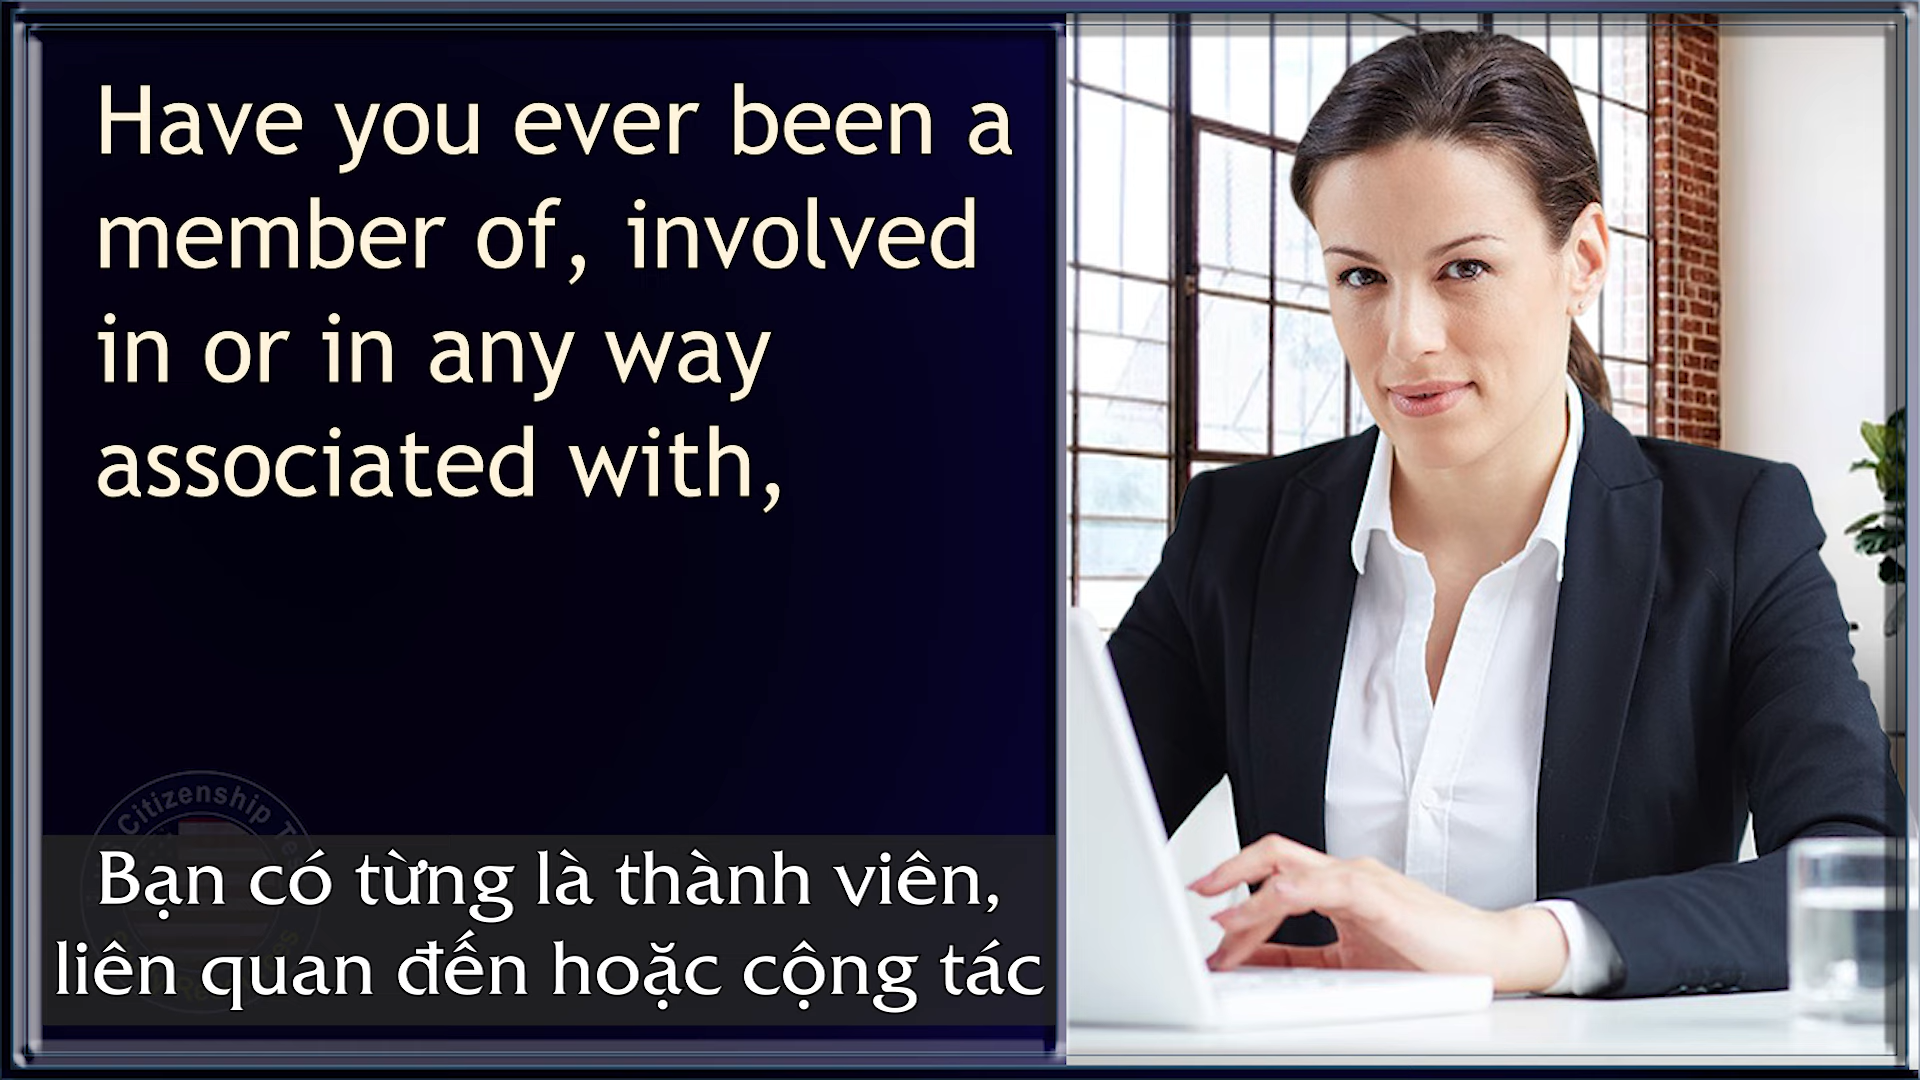 Have you ever been a
member of, involved
in or in any way
associated with,
Citizenship
Bạn có từng là thành viên,
liên quan đến hoặc cộng tác